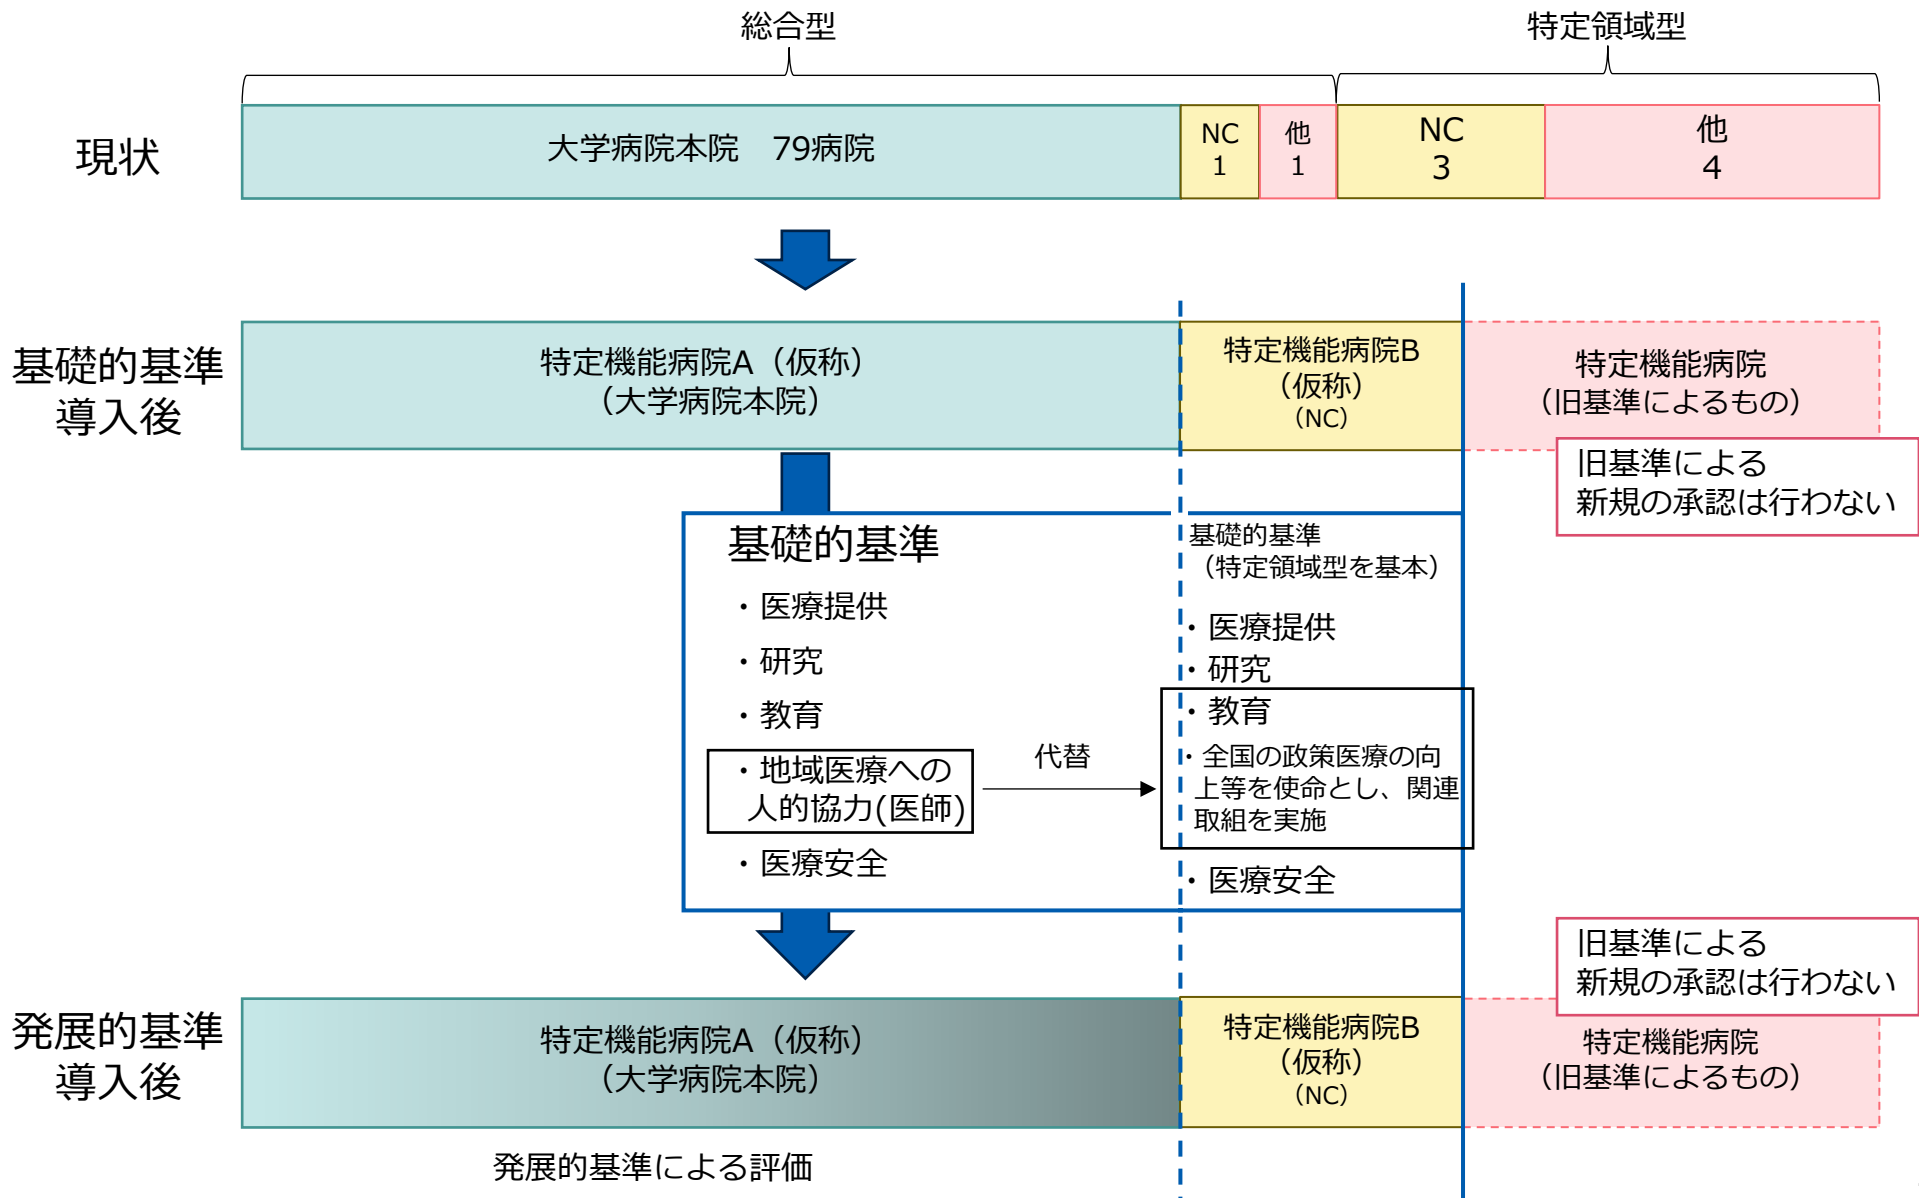 総合型
特定領域型
現状
大学病院本院　79病院
NC
1
他
1
NC
3
他
4
基礎的基準
導入後
特定機能病院A（仮称）
（大学病院本院）
特定機能病院B
（仮称）
（NC）
特定機能病院
（旧基準によるもの）
旧基準による
新規の承認は行わない
基礎的基準
・医療提供
・研究
・教育
・地域医療への
人的協力(医師)
・医療安全
代替
基礎的基準
（特定領域型を基本）
・医療提供
・研究
・教育
・全国の政策医療の向
上等を使命とし、関連
取組を実施
・医療安全
旧基準による
新規の承認は行わない
発展的基準
導入後
特定機能病院A（仮称）
（大学病院本院）
特定機能病院B
（仮称）
（NC）
特定機能病院
（旧基準によるもの）
発展的基準による評価